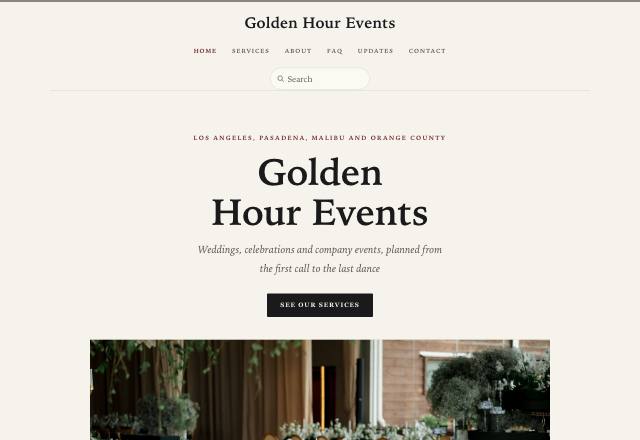 Golden Hour Events
HOME SERVICES ABOUT FAQ UPDATES CONTACT
Search
LOS ANGELES, PASADENA, MALIBU AND ORANGE COUNTY
Golden
Hour Events
Weddings, celebrations and company events, planned from
the first call to the last dance
SEE OUR SERVICES